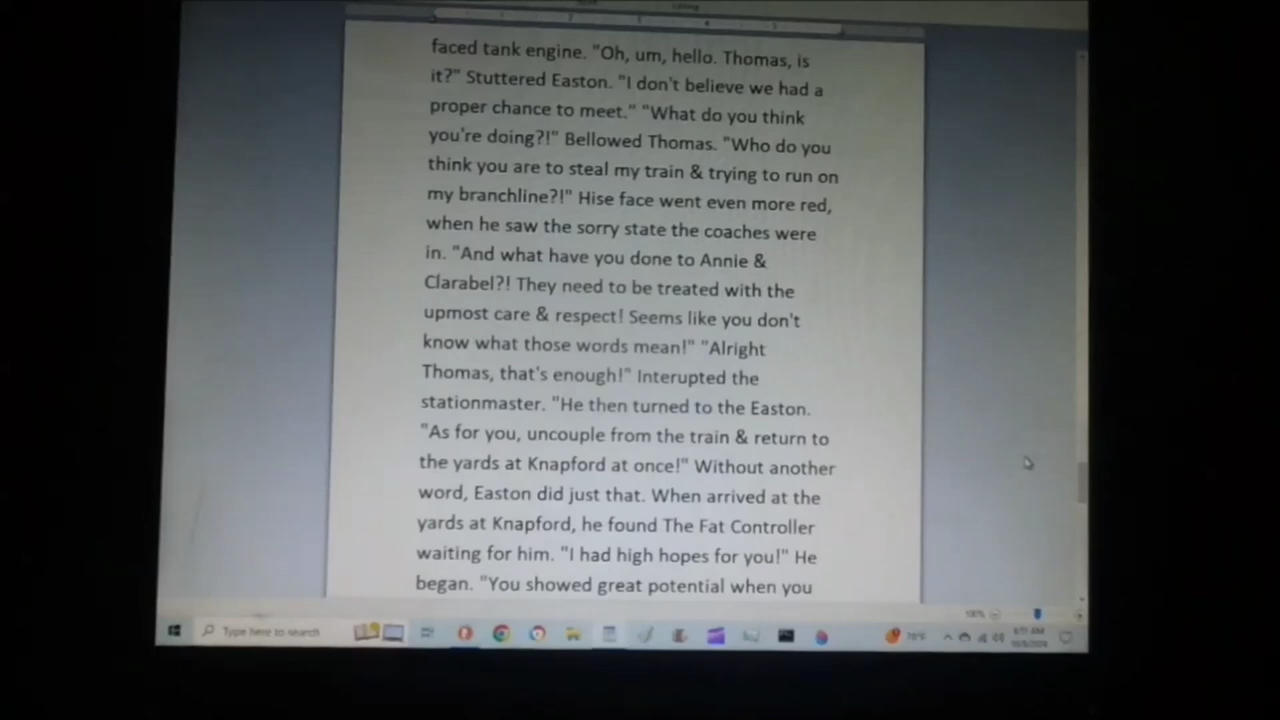 faced tank engine. "Oh, um, hello. Thomas, is
it?" Stuttered Easton. "I don't believe we had a
proper chance to meet." "What do you think
you're doing?!" Bellowed Thomas. "Who do you
think you are to steal my train & trying to run on
my branchline?!" Hise face went even more red,
when he saw the sorry state the coaches were
in. "And what have you done to Annie &
Clarabel?! They need to be treated with the
upmost care & respect! Seems like you don't
know what those words mean!" "Alright
Thomas, that's enough!" Interupted the
stationmaster. "He then turned to the Easton.
"As for you, uncouple from the train & return to
the yards at Knapford at once!" Without another
word, Easton did just that. When arrived at the
yards at Knapford, he found The Fat Controller
waiting for him. "I had high hopes for you!" He
began. "You showed great potential when you
100%
Type here to search